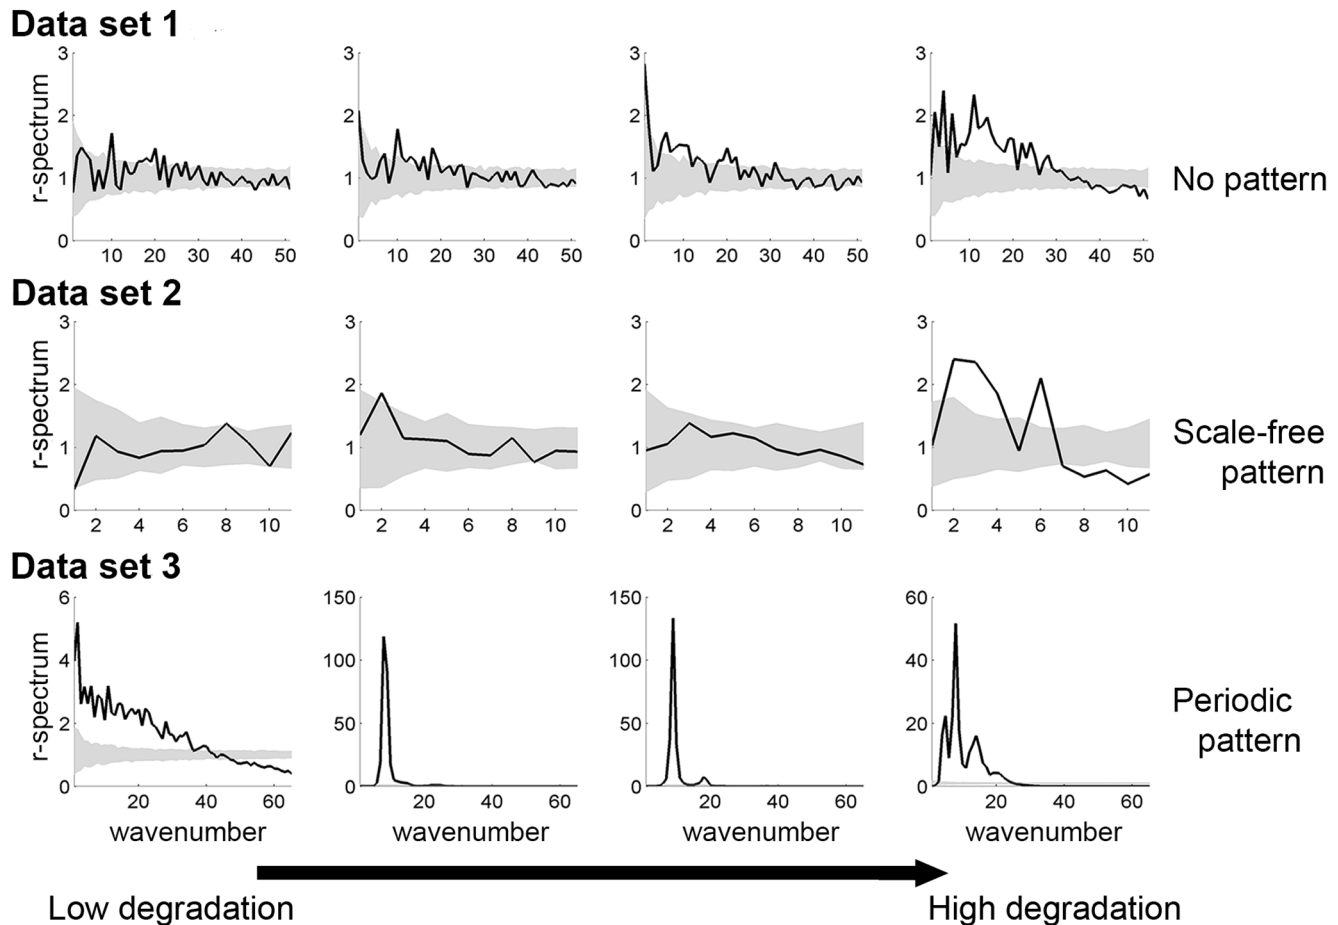 Data set 1
r-spectrum
3 2 1 0
10 20 30 40 50
3 2 1 0
10 20 30 40 50
3 2 1 0
10 20 30 40 50
3 2 1 0
10 20 30 40 50
No pattern
Data set 2
r-spectrum
3 2 1 0
2 4 6 8 10
3 2 1 0
2 4 6 8 10
3 2 1 0
2 4 6 8 10
3 2 1 0
2 4 6 8 10
Scale-free
pattern
Data set 3
r-spectrum
6 4 2 0
20 40 60
wavenumber
150 100 50 0
20 40 60
wavenumber
150 100 50 0
20 40 60
wavenumber
60 40 20 0
20 40 60
wavenumber
Periodic
pattern
Low degradation
High degradation